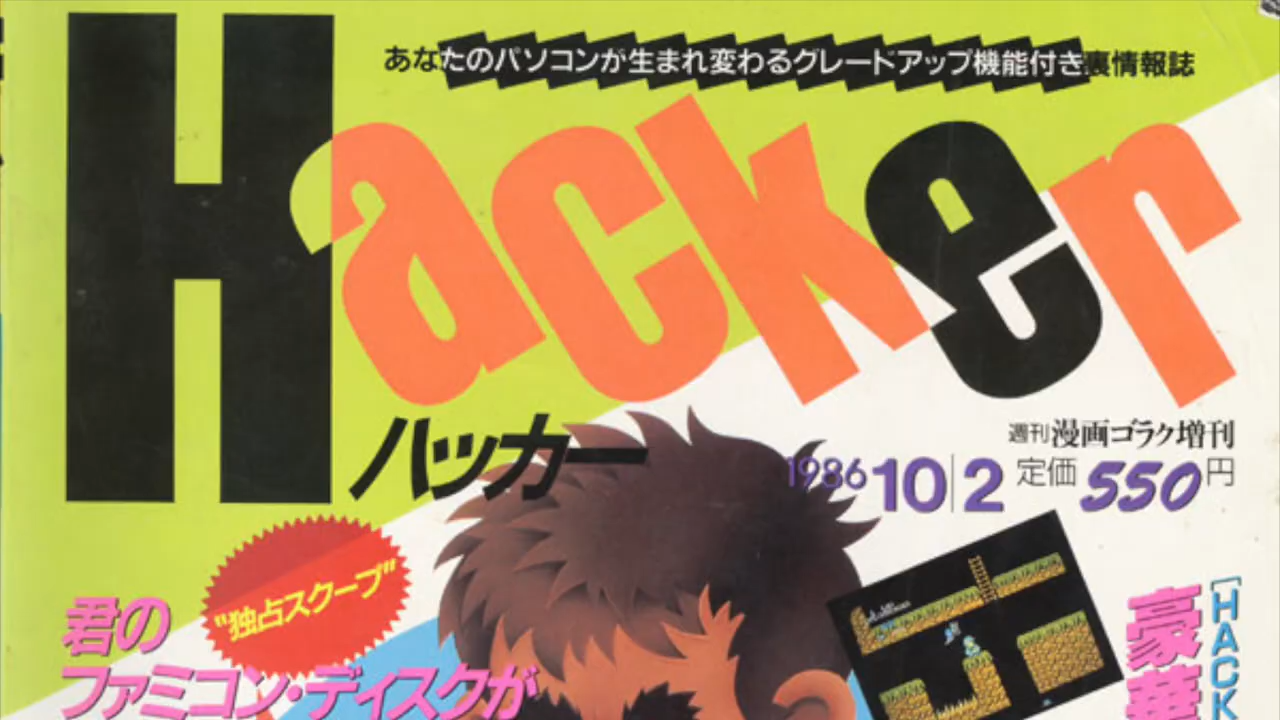 あなたのパソコンが生まれ変わるグレードアップ機能付き裏情報誌
Hacker
ハッカー
週刊漫画ゴラク増刊
1986 10|2 定価550円
"独占スクープ"
君の
ファミコン・ディスクが
[HACK
豪華